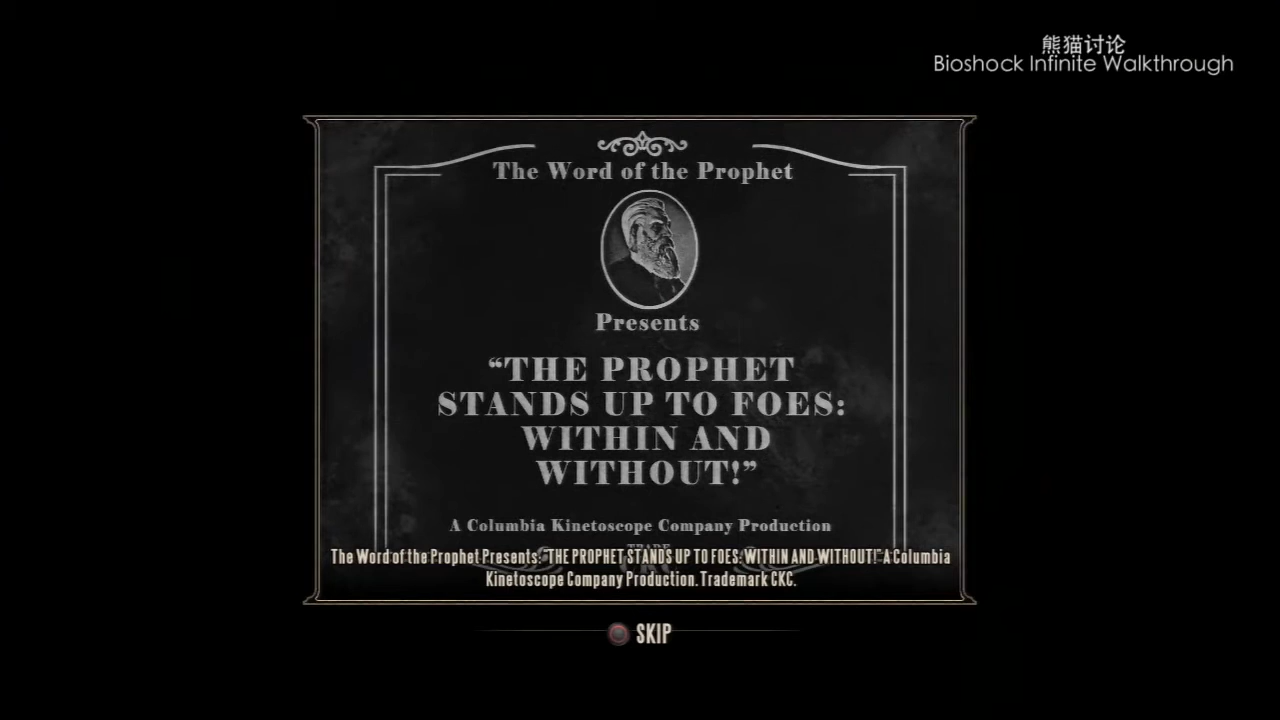 熊猫讨论
Bioshock Infinite Walkthrough
The Word of the Prophet
Presents
“THE PROPHET
STANDS UP TO FOES:
WITHIN AND
WITHOUT!”
A Columbia Kinetoscope Company Production
TRADE
The Word of the Prophet Presents: "THE PROPHET STANDS UP TO FOES: WITHIN AND WITHOUT!" A Columbia
Kinetoscope Company Production. Trademark CKC.
SKIP